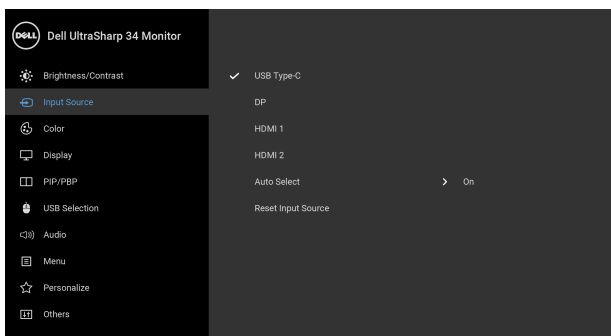 DELL Dell UltraSharp 34 Monitor
Brightness/Contrast
Input Source
Color
Display
PIP/PBP
USB Selection
Audio
Menu
Personalize
Others
USB Type-C
DP
HDMI 1
HDMI 2
Auto Select On
Reset Input Source